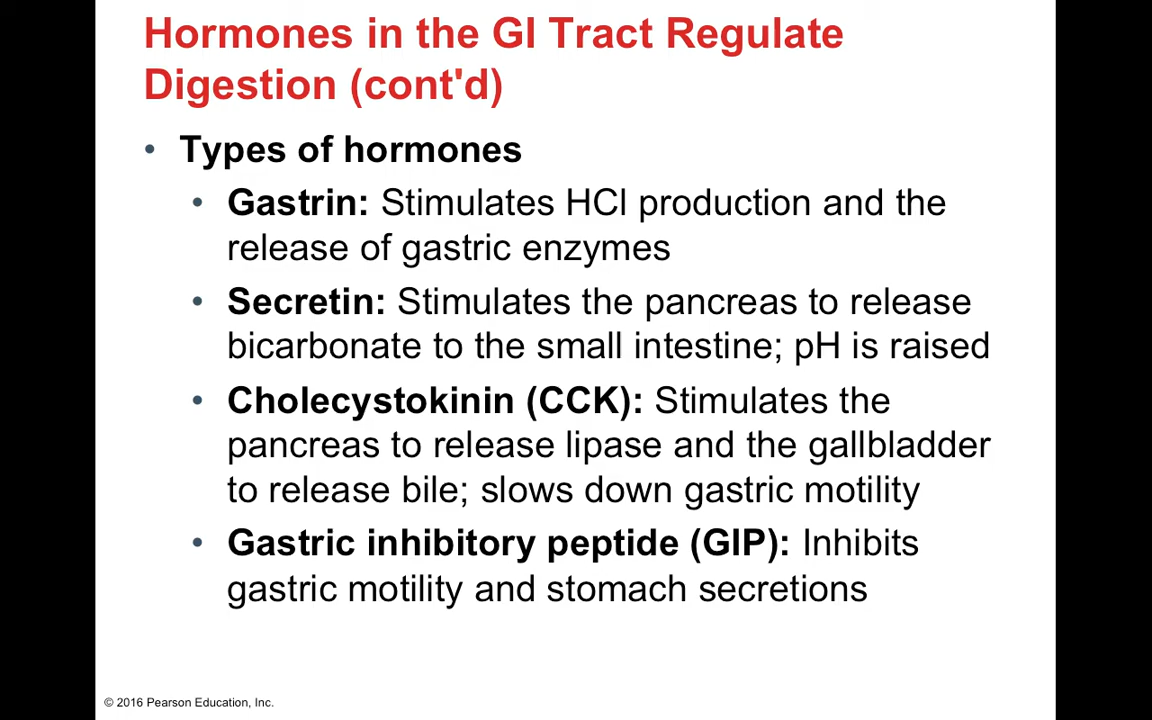 Hormones in the GI Tract Regulate
Digestion (cont'd)
• Types of hormones
• Gastrin: Stimulates HCl production and the
release of gastric enzymes
• Secretin: Stimulates the pancreas to release
bicarbonate to the small intestine; pH is raised
• Cholecystokinin (CCK): Stimulates the
pancreas to release lipase and the gallbladder
to release bile; slows down gastric motility
• Gastric inhibitory peptide (GIP): Inhibits
gastric motility and stomach secretions
© 2016 Pearson Education, Inc.